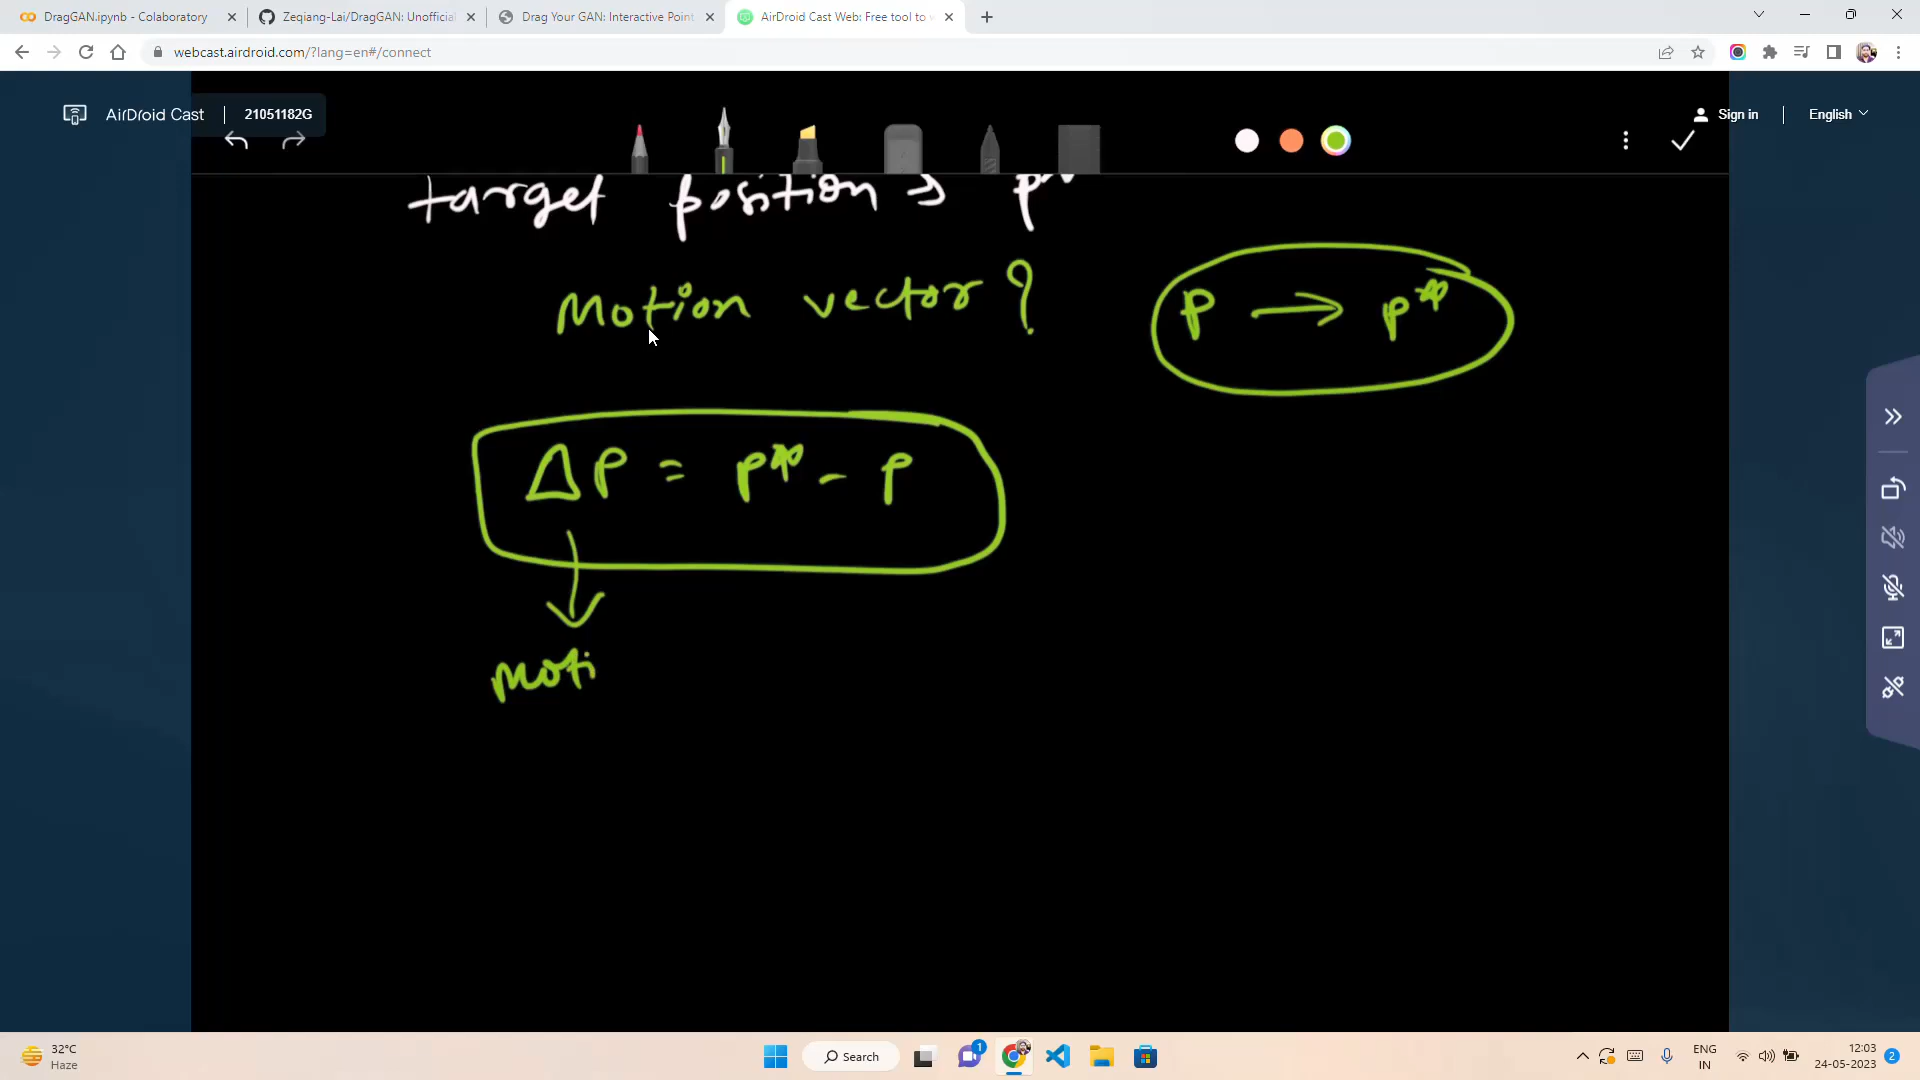 DragGAN.ipynb - Colaboratory
Zeqiang-Lai/DragGAN: Unofficial
Drag Your GAN: Interactive Point
AirDroid Cast Web: Free tool to
webcast.airdroid.com/?lang=en#/connect
AirDroid Cast | 21051182G
Sign in | English
target position → p*
Motion vector ?
p → p*
Δp = p* - p
moti
32°C
Haze
Search
1
ENG
IN
12:03
24-05-2023
2